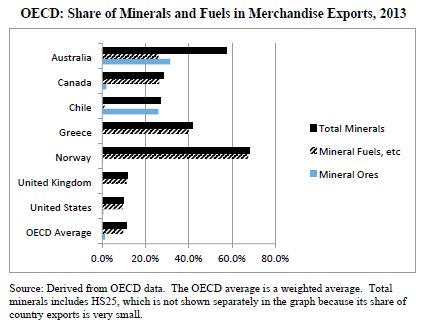 OECD: Share of Minerals and Fuels in Merchandise Exports, 2013
Australia
Canada
Chile
Greece
Norway
United Kingdom
United States
OECD Average
0.0% 20.0% 40.0% 60.0% 80.0%
Total Minerals
Mineral Fuels, etc
Mineral Ores
Source: Derived from OECD data. The OECD average is a weighted average. Total
minerals includes HS25, which is not shown separately in the graph because its share of
country exports is very small.